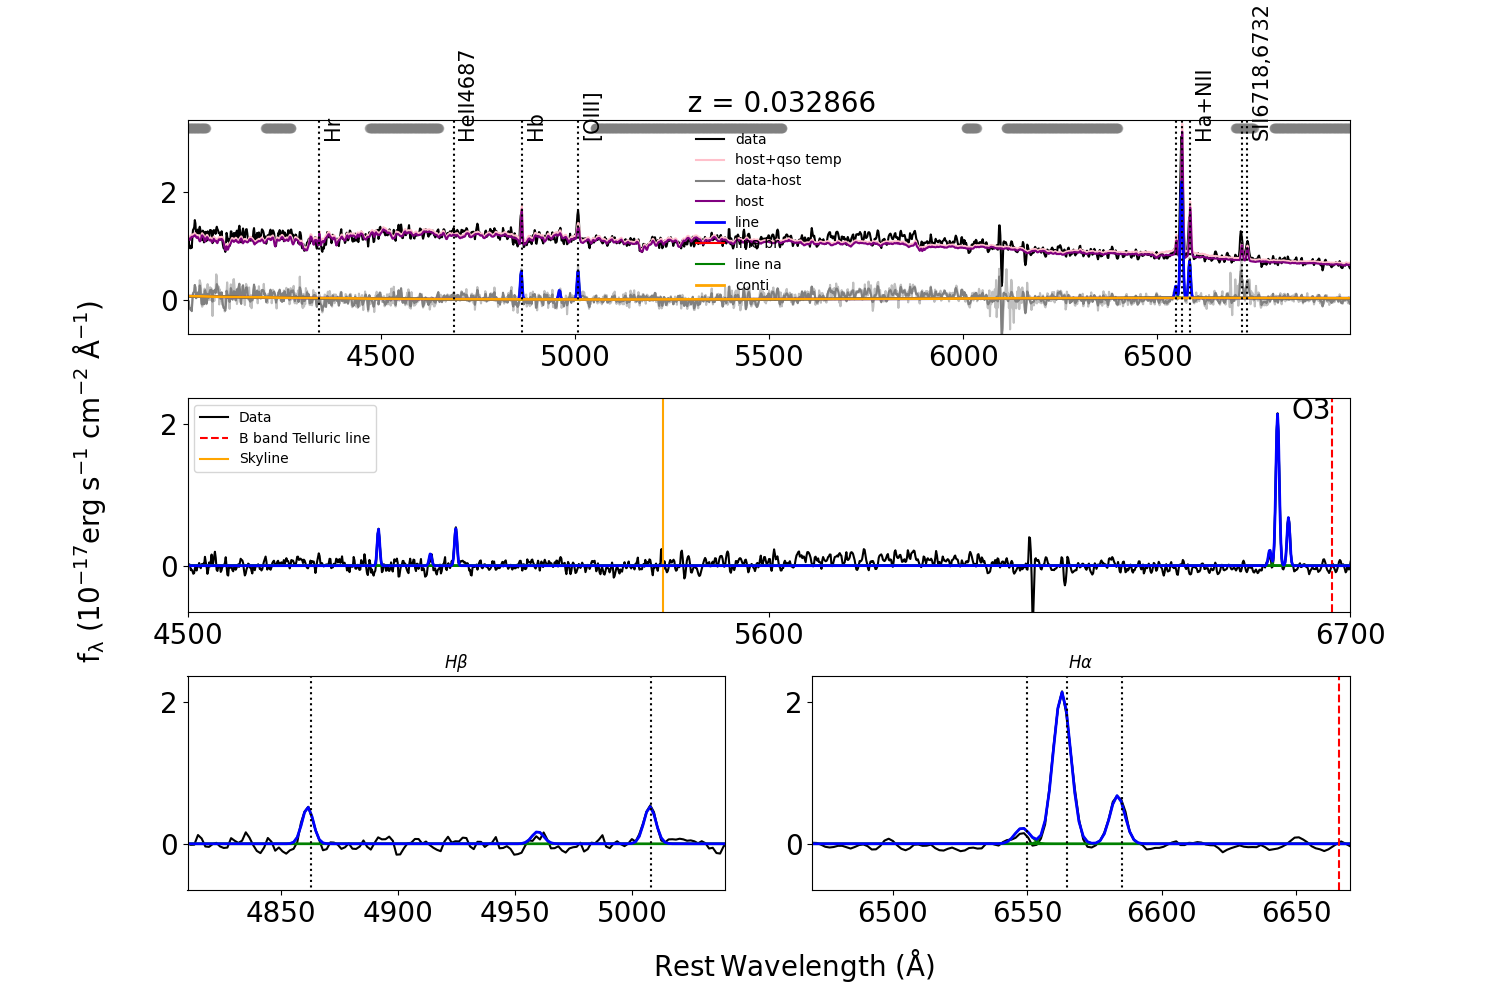 z = 0.032866
Hr
HeII4687
Hb
[OIII]
Ha+NII
SII6718,6732
data
host+qso temp
data-host
host
line
line na
conti
2
0
4500
5000
5500
6000
6500
fλ (10−17erg s−1 cm−2 Å−1)
Data
B band Telluric line
Skyline
O3
2
0
4500
5600
6700
Hβ
2
0
4850
4900
4950
5000
Hα
2
0
6500
6550
6600
6650
Rest Wavelength (Å)